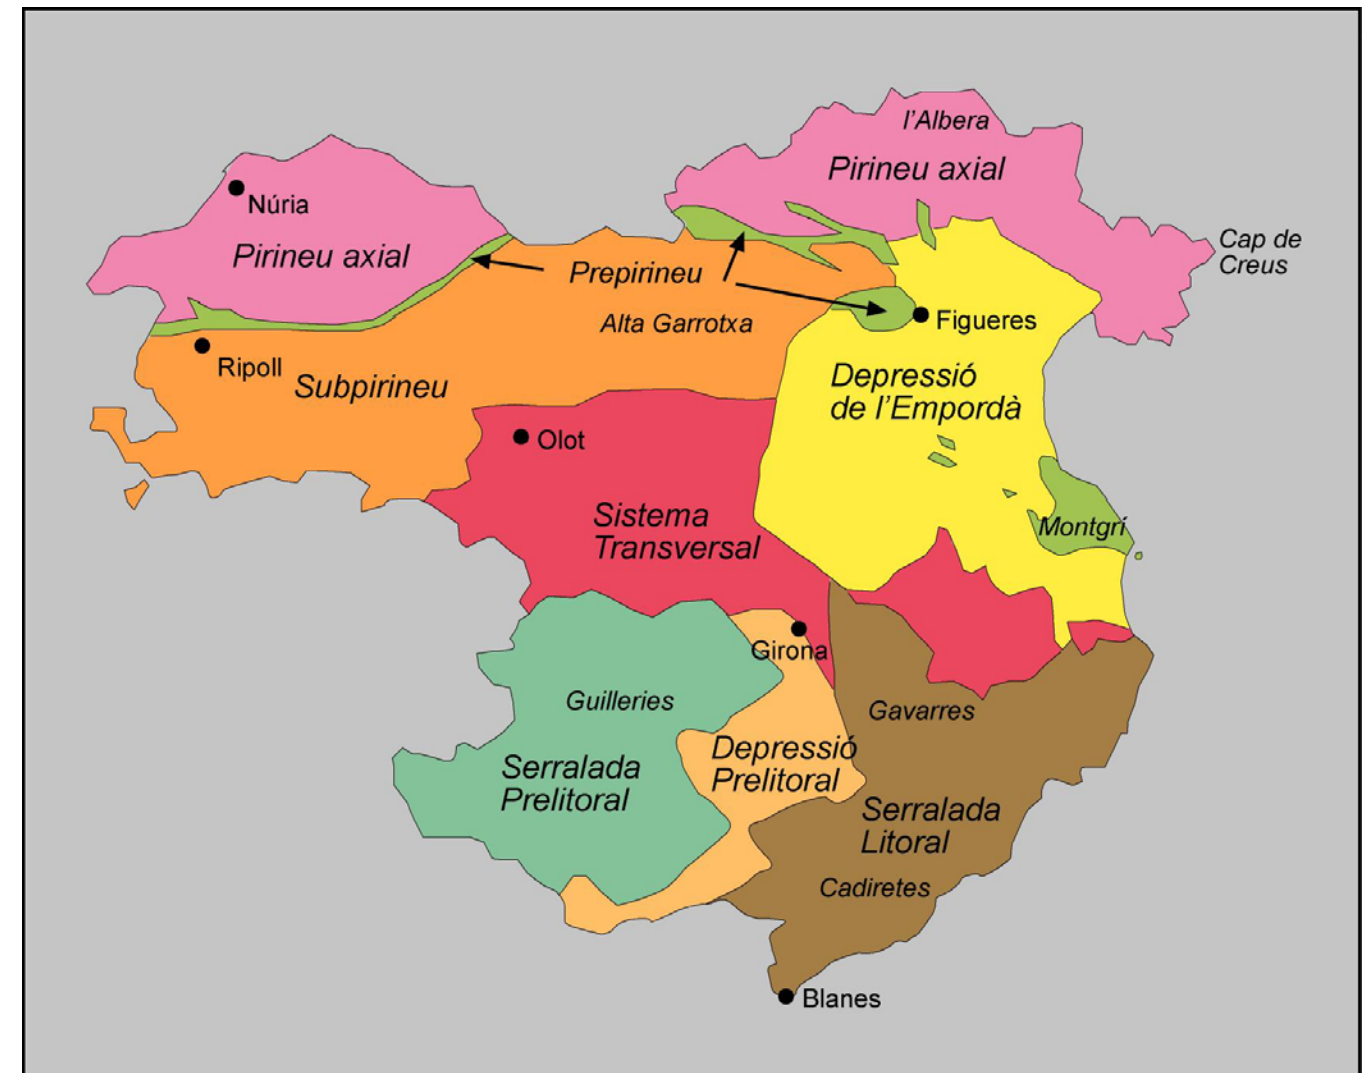 l'Albera
Pirineu axial
Núria
Cap de
Creus
Pirineu axial
Prepirineu
Figueres
Alta Garrotxa
Ripoll
Subpirineu
Depressió
de l'Empordà
Olot
Sistema
Transversal
Montgrí
Girona
Guilleries
Gavarres
Depressió
Prelitoral
Serralada
Prelitoral
Serralada
Litoral
Cadiretes
Blanes